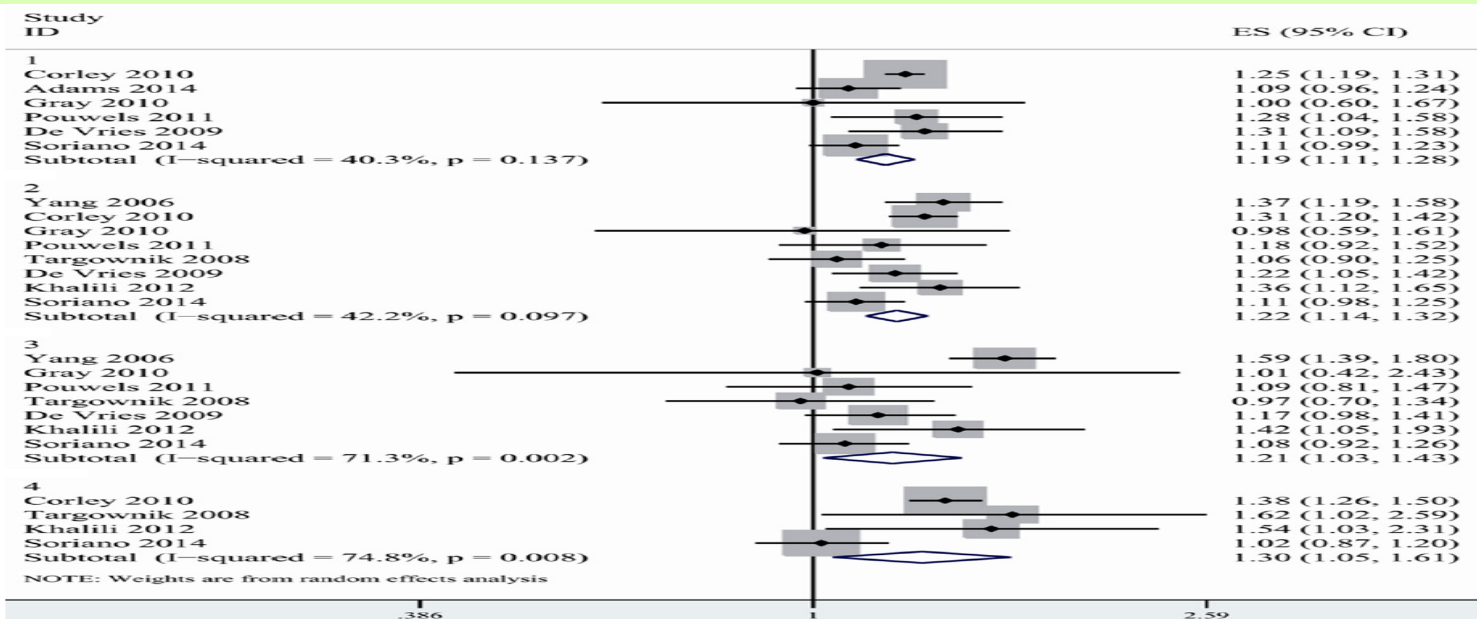 Study
ID ES (95% CI)
1
Corley 2010 1.25 (1.19, 1.31)
Adams 2014 1.09 (0.96, 1.24)
Gray 2010 1.00 (0.60, 1.67)
Pouwels 2011 1.28 (1.04, 1.58)
De Vries 2009 1.31 (1.09, 1.58)
Soriano 2014 1.11 (0.99, 1.23)
Subtotal (I-squared = 40.3%, p = 0.137) 1.19 (1.11, 1.28)
2
Yang 2006 1.37 (1.19, 1.58)
Corley 2010 1.31 (1.20, 1.42)
Gray 2010 0.98 (0.59, 1.61)
Pouwels 2011 1.18 (0.92, 1.52)
Targownik 2008 1.06 (0.90, 1.25)
De Vries 2009 1.22 (1.05, 1.42)
Khalili 2012 1.36 (1.12, 1.65)
Soriano 2014 1.11 (0.98, 1.25)
Subtotal (I-squared = 42.2%, p = 0.097) 1.22 (1.14, 1.32)
3
Yang 2006 1.59 (1.39, 1.80)
Gray 2010 1.01 (0.42, 2.43)
Pouwels 2011 1.09 (0.81, 1.47)
Targownik 2008 0.97 (0.70, 1.34)
De Vries 2009 1.17 (0.98, 1.41)
Khalili 2012 1.42 (1.05, 1.93)
Soriano 2014 1.08 (0.92, 1.26)
Subtotal (I-squared = 71.3%, p = 0.002) 1.21 (1.03, 1.43)
4
Corley 2010 1.38 (1.26, 1.50)
Targownik 2008 1.62 (1.02, 2.59)
Khalili 2012 1.54 (1.03, 2.31)
Soriano 2014 1.02 (0.87, 1.20)
Subtotal (I-squared = 74.8%, p = 0.008) 1.30 (1.05, 1.61)
NOTE: Weights are from random effects analysis
.386 1 2.59